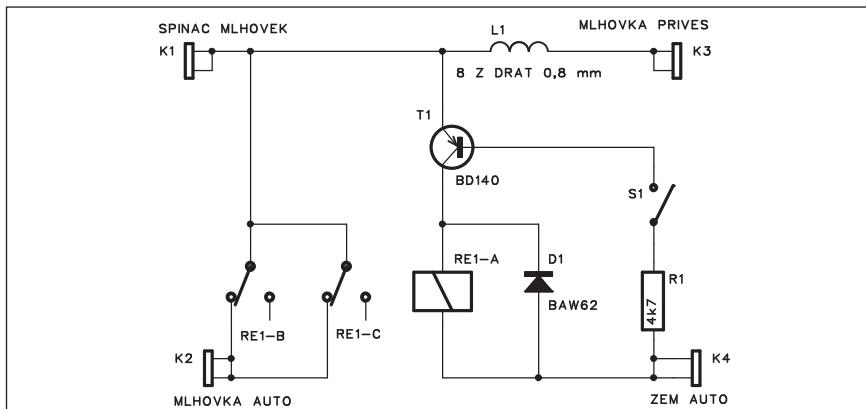 SPINAC MLHOVEK
K1
L1
MLHOVKA PRIVES
K3
8 Z DRAT 0,8 mm
T1
BD140
S1
RE1-A
D1
R1
4k7
BAW62
RE1-B
RE1-C
K2
K4
MLHOVKA AUTO
ZEM AUTO